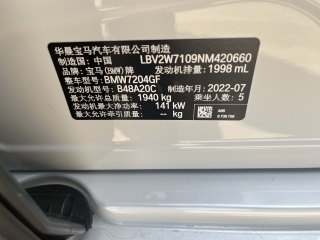 华晨宝马汽车有限公司制造
制造国: 中国 LBV2W7109NM420660
发动机排量: 1998 mL
品牌: 宝马(BMW)牌
整车型号: BMW7204GF
发动机型号: B48A20C 制造年月: 2022-07
最大允许总质量: 1940 kg 乘坐人数: 5
发动机最大净功率: 141 kW
最大允许牵引质量: -- kg